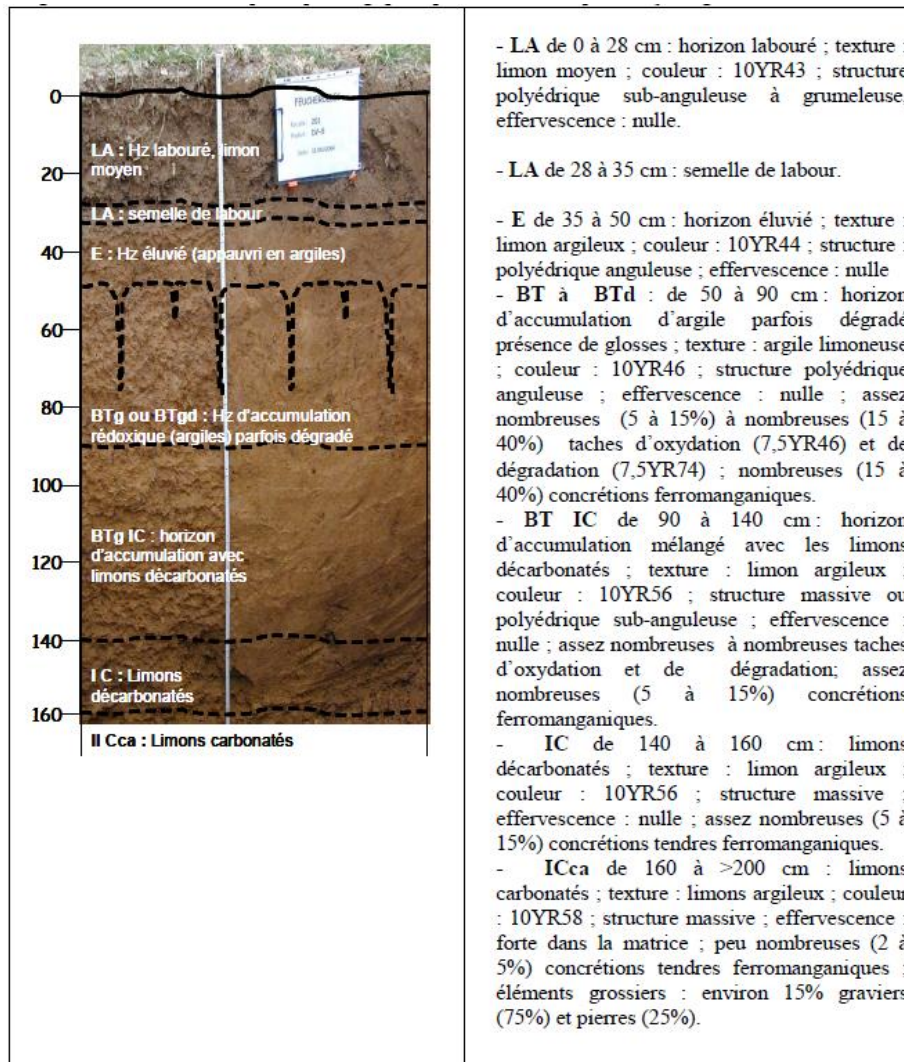 0
20
40
60
80
100
120
140
160
FEUCHEROLLES
LA : Hz labouré, limon
moyen
LA : semelle de labour
E : Hz éluvié (appauvri en argiles)
BTg ou BTgd : Hz d'accumulation
rédoxique (argiles) parfois dégradé
BTg IC : horizon
d'accumulation avec
limons décarbonatés
I C : Limons
décarbonatés
II Cca : Limons carbonatés
- LA de 0 à 28 cm : horizon labouré ; texture :
limon moyen ; couleur : 10YR43 ; structure
polyédrique sub-anguleuse à grumeleuse,
effervescence : nulle.
- LA de 28 à 35 cm : semelle de labour.
- E de 35 à 50 cm : horizon éluvié ; texture :
limon argileux ; couleur : 10YR44 ; structure :
polyédrique anguleuse ; effervescence : nulle
- BT à BTd : de 50 à 90 cm : horizon
d'accumulation d'argile parfois dégradé
présence de glosses ; texture : argile limoneuse
; couleur : 10YR46 ; structure polyédrique
anguleuse ; effervescence : nulle ; assez
nombreuses (5 à 15%) à nombreuses (15 à
40%) taches d'oxydation (7,5YR46) et de
dégradation (7,5YR74) ; nombreuses (15 à
40%) concrétions ferromanganiques.
- BT IC de 90 à 140 cm : horizon
d'accumulation mélangé avec les limons
décarbonatés ; texture : limon argileux ;
couleur : 10YR56 ; structure massive ou
polyédrique sub-anguleuse ; effervescence :
nulle ; assez nombreuses à nombreuses taches
d'oxydation et de dégradation; assez
nombreuses (5 à 15%) concrétions
ferromanganiques.
- IC de 140 à 160 cm : limons
décarbonatés ; texture : limon argileux ;
couleur : 10YR56 ; structure massive ;
effervescence : nulle ; assez nombreuses (5 à
15%) concrétions tendres ferromanganiques.
- ICca de 160 à >200 cm : limons
carbonatés ; texture : limons argileux ; couleur
: 10YR58 ; structure massive ; effervescence :
forte dans la matrice ; peu nombreuses (2 à
5%) concrétions tendres ferromanganiques ;
éléments grossiers : environ 15% graviers
(75%) et pierres (25%).